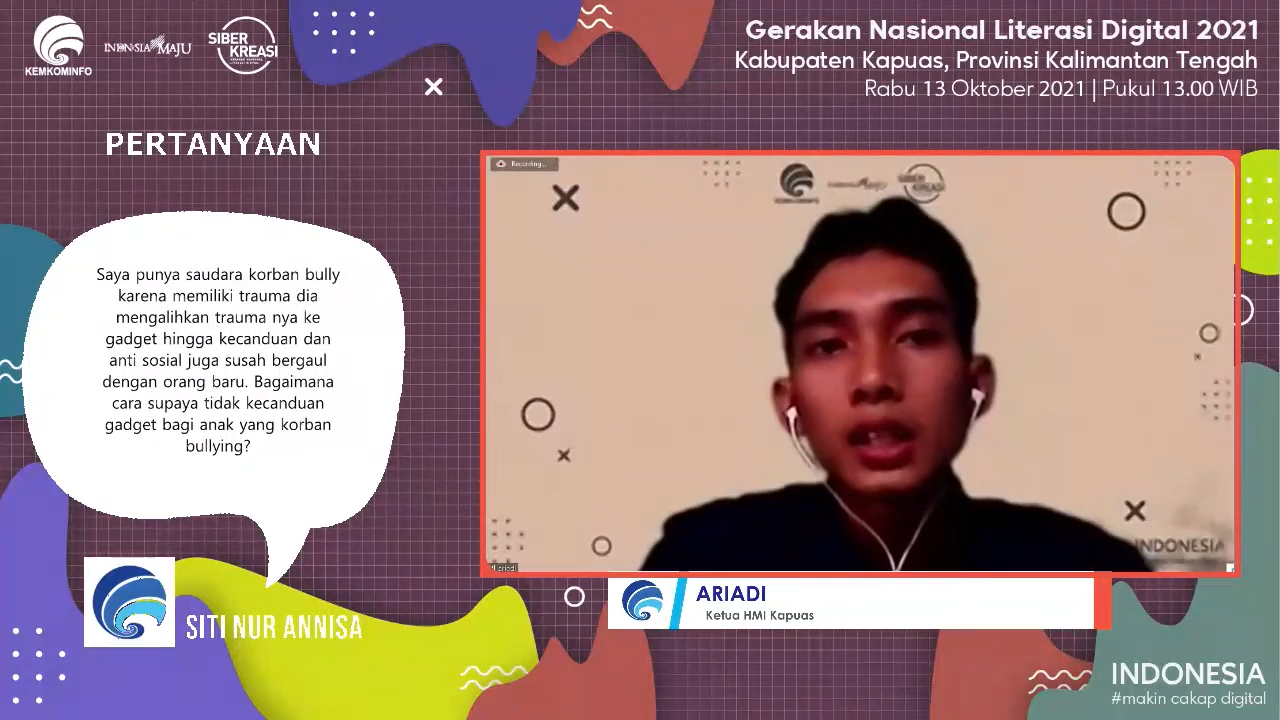 KEMKOMINFO
INDONESIA MAJU
SIBER
KREASI
Gerakan Nasional Literasi Digital 2021
Kabupaten Kapuas, Provinsi Kalimantan Tengah
Rabu 13 Oktober 2021 | Pukul 13.00 WIB
PERTANYAAN
Saya punya saudara korban bully
karena memiliki trauma dia
mengalihkan trauma nya ke
gadget hingga kecanduan dan
anti sosial juga susah bergaul
dengan orang baru. Bagaimana
cara supaya tidak kecanduan
gadget bagi anak yang korban
bullying?
SITI NUR ANNISA
Recording...
SIBER
KREASI
INDONESIA
ariadi
ARIADI
Ketua HMI Kapuas
INDONESIA
#makin cakap digital